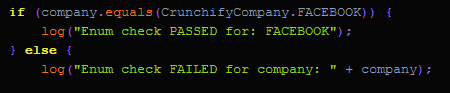 if (company.equals(CrunchifyCompany.FACEBOOK)) {
    log("Enum check PASSED for: FACEBOOK");
} else {
    log("Enum check FAILED for company: " + company);